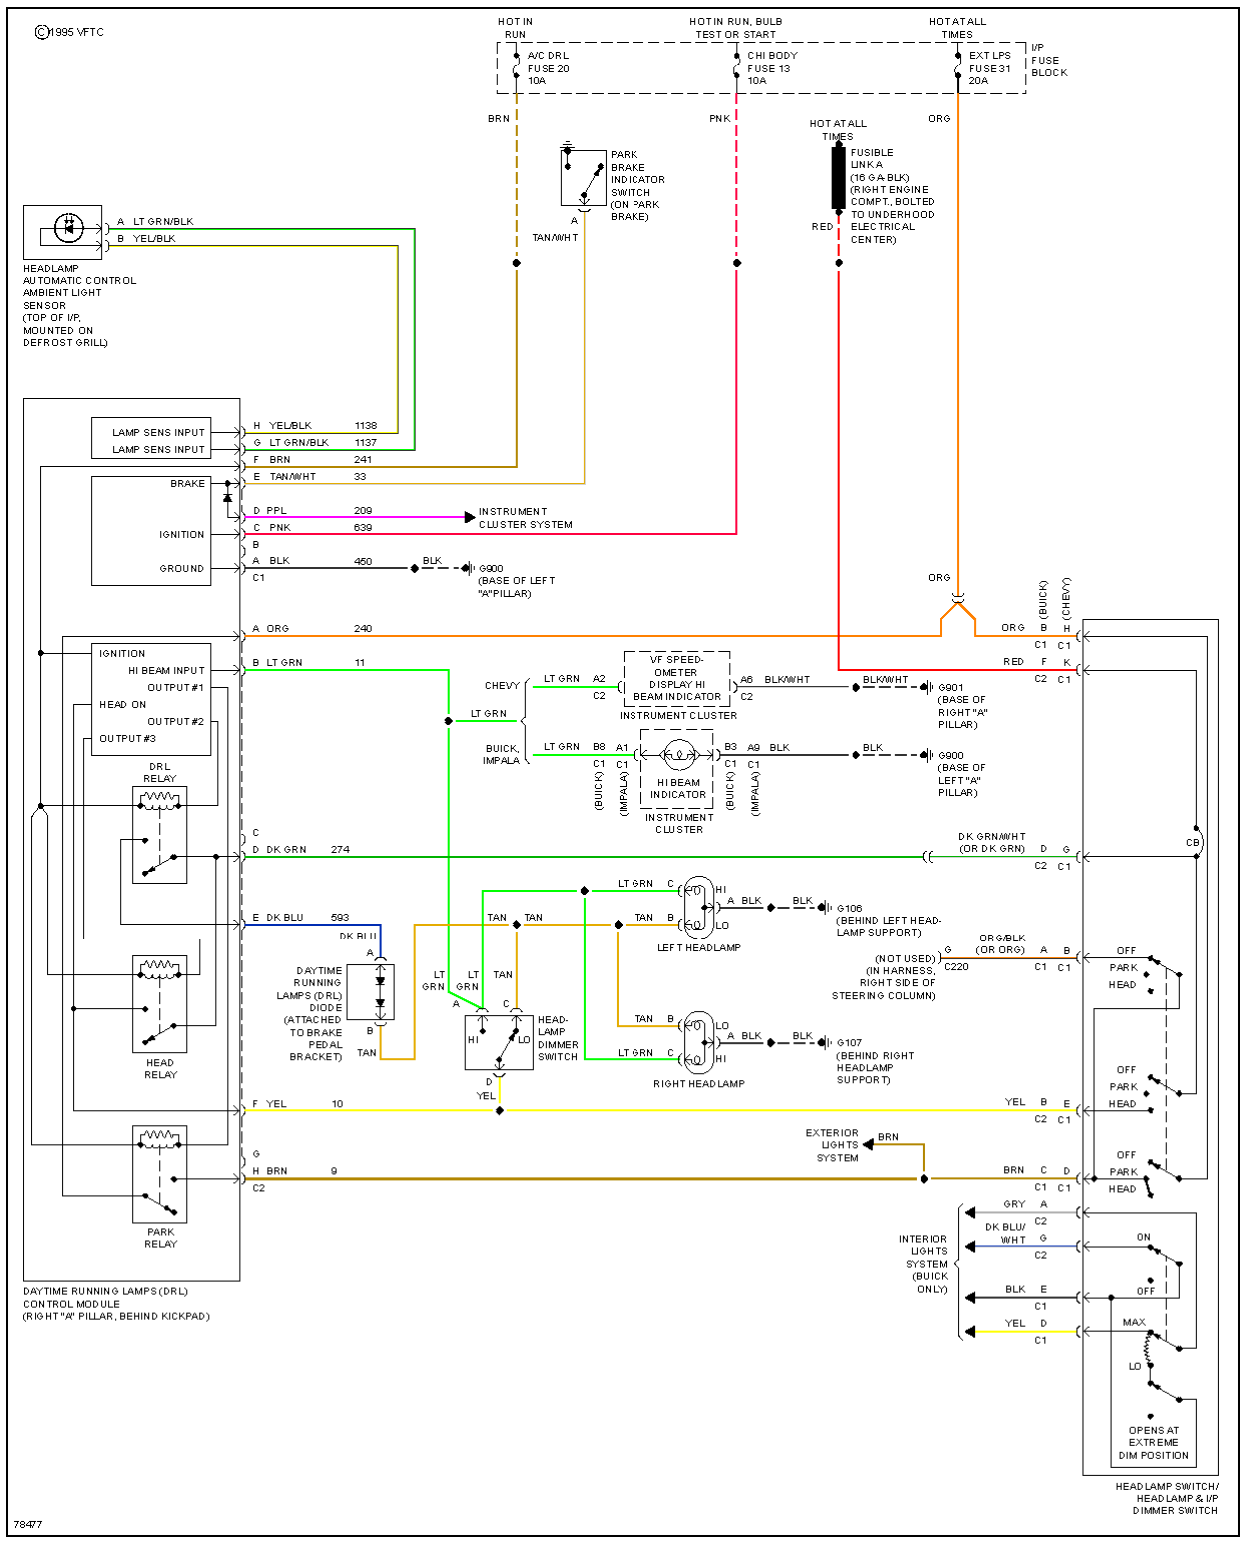 ©1995 VFTC
HOT IN
RUN
HOT IN RUN, BULB
TEST OR START
HOT AT ALL
TIMES
A/C DRL
FUSE 20
10A
CHI BODY
FUSE 13
10A
EXT LPS
FUSE 31
20A
I/P
FUSE
BLOCK
BRN
PNK
ORG
HOT AT ALL
TIMES
PARK
BRAKE
INDICATOR
SWITCH
(ON PARK
BRAKE)
A
TAN/WHT
FUSIBLE
LINK A
(16 GA-BLK)
(RIGHT ENGINE
COMPT., BOLTED
TO UNDERHOOD
ELECTRICAL
CENTER)
RED
A LT GRN/BLK
B YEL/BLK
HEADLAMP
AUTOMATIC CONTROL
AMBIENT LIGHT
SENSOR
(TOP OF I/P,
MOUNTED ON
DEFROST GRILL)
LAMP SENS INPUT
H YEL/BLK 1138
LAMP SENS INPUT
G LT GRN/BLK 1137
F BRN 241
BRAKE
E TAN/WHT 33
D PPL 209
INSTRUMENT
CLUSTER SYSTEM
IGNITION
C PNK 639
B
GROUND
A BLK 450
BLK
G900
(BASE OF LEFT
"A"PILLAR)
C1
ORG
(BUICK)
(CHEVY)
A ORG 240
ORG B H
C1 C1
IGNITION
HI BEAM INPUT
B LT GRN 11
RED F K
C2 C1
OUTPUT #1
HEAD ON
OUTPUT #2
OUTPUT #3
CHEVY
LT GRN A2
C2
VF SPEED-
OMETER
DISPLAY HI
BEAM INDICATOR
INSTRUMENT CLUSTER
A6 BLK/WHT
C2
BLK/WHT
G901
(BASE OF
RIGHT "A"
PILLAR)
LT GRN
BUICK,
IMPALA
LT GRN B8 A1
C1 C1
(BUICK)
(IMPALA)
HI BEAM
INDICATOR
INSTRUMENT
CLUSTER
B3 A9 BLK
C1 C1
(BUICK)
(IMPALA)
BLK
G900
(BASE OF
LEFT "A"
PILLAR)
DRL
RELAY
C
D DK GRN 274
DK GRN/WHT
(OR DK GRN) D G
C2 C1
CB
LT GRN C
HI
A BLK
BLK
G106
(BEHIND LEFT HEAD-
LAMP SUPPORT)
TAN B
LO
LEFT HEADLAMP
E DK BLU 593
DK BLU
A
TAN
TAN
DAYTIME
RUNNING
LAMPS (DRL)
DIODE
(ATTACHED
TO BRAKE
PEDAL
BRACKET)
B
TAN
LT
GRN
LT
GRN
TAN
A
C
HI
LO
HEAD-
LAMP
DIMMER
SWITCH
D
YEL
TAN B
LO
A BLK
BLK
G107
(BEHIND RIGHT
HEADLAMP
SUPPORT)
LT GRN C
HI
RIGHT HEADLAMP
(NOT USED)
(IN HARNESS,
RIGHT SIDE OF
STEERING COLUMN)
G
C220
ORG/BLK
(OR ORG) A B
C1 C1
OFF
PARK
HEAD
HEAD
RELAY
OFF
PARK
HEAD
F YEL 10
YEL B E
C2 C1
EXTERIOR
LIGHTS
SYSTEM
BRN
G
H BRN 9
C2
BRN C D
C1 C1
OFF
PARK
HEAD
PARK
RELAY
DAYTIME RUNNING LAMPS (DRL)
CONTROL MODULE
(RIGHT "A" PILLAR, BEHIND KICKPAD)
INTERIOR
LIGHTS
SYSTEM
(BUICK
ONLY)
GRY A
C2
DK BLU/
WHT G
C2
ON
OFF
BLK E
C1
YEL D
C1
MAX
LO
OPENS AT
EXTREME
DIM POSITION
HEADLAMP SWITCH/
HEADLAMP & I/P
DIMMER SWITCH
78477